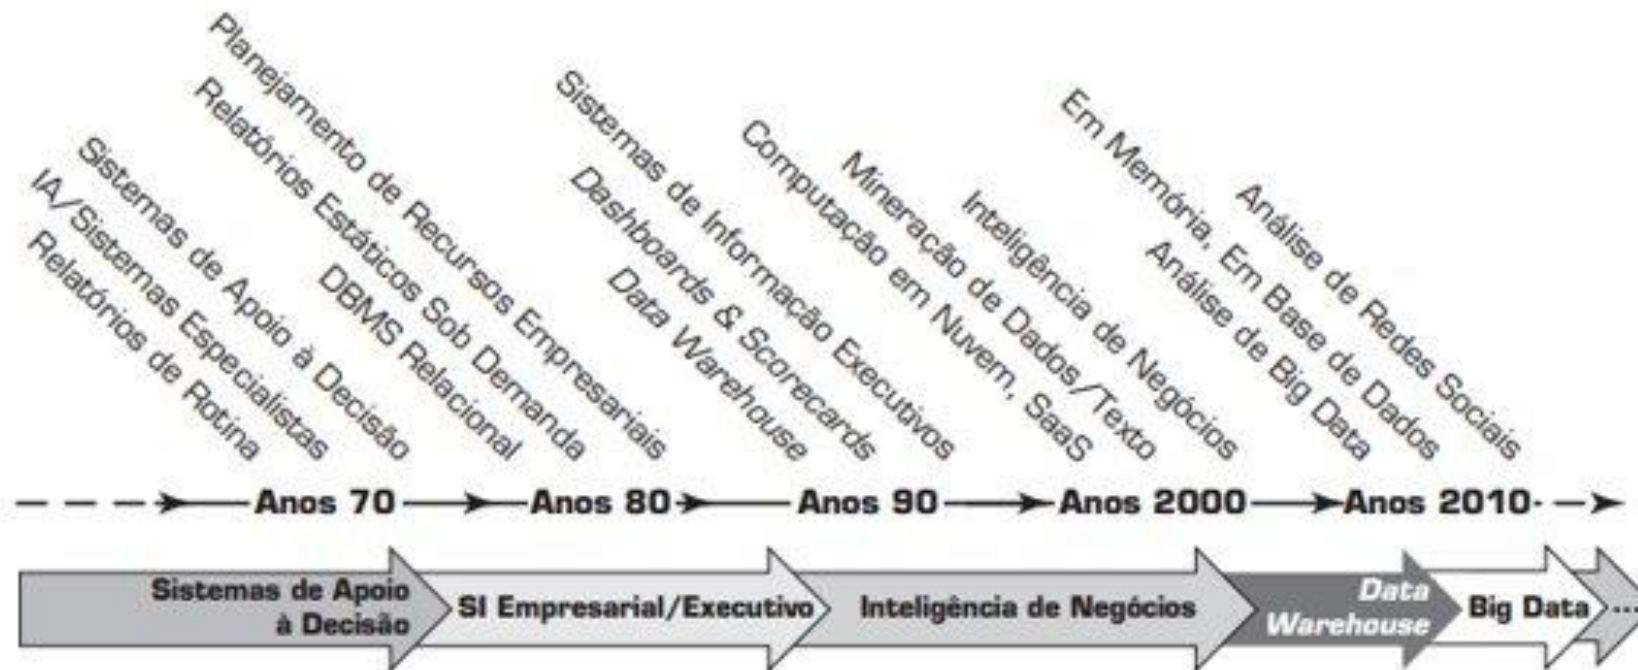 Relatórios de Rotina
IA/Sistemas Especialistas
Sistemas de Apoio à Decisão
DBMS Relacional
Relatórios Estáticos Sob Demanda
Planejamento de Recursos Empresariais
Data Warehouse
Dashboards & Scorecards
Sistemas de Informação Executivos
Computação em Nuvem, SaaS
Mineração de Dados/Texto
Inteligência de Negócios
Análise de Big Data
Em Memória, Em Base de Dados
Análise de Redes Sociais
Anos 70
Anos 80
Anos 90
Anos 2000
Anos 2010
Sistemas de Apoio
à Decisão
SI Empresarial/Executivo
Inteligência de Negócios
Data
Warehouse
Big Data
...